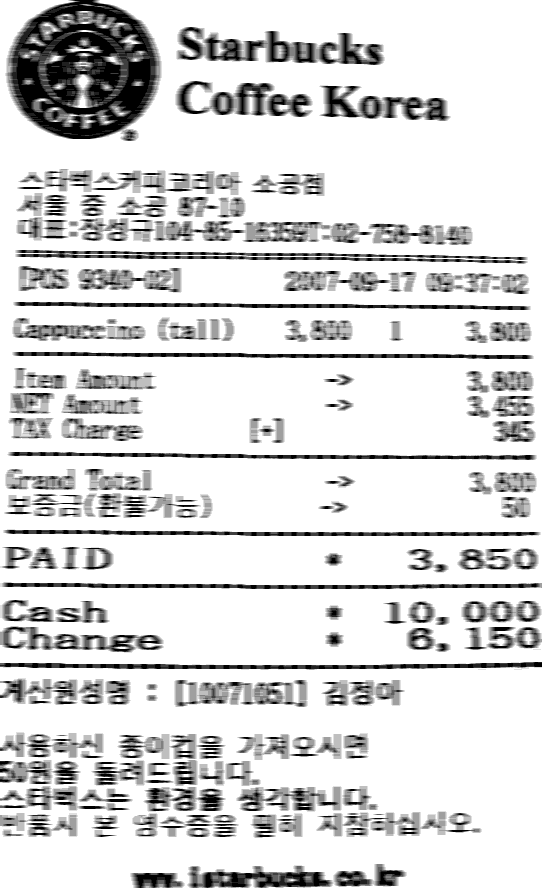 STARBUCKS COFFEE
Starbucks
Coffee Korea
스타벅스커피코리아 소공점
서울 중 소공 87-10
대표:장성규104-85-16359T:02-758-8140
[POS 9340-02] 2007-09-17 09:37:02
Cappuccino (tall) 3,800 1 3,800
Item Amount -> 3,800
NET Amount -> 3,455
TAX Charge [+] 345
Grand Total -> 3,800
보증금(환불가능) -> 50
PAID * 3,850
Cash * 10,000
Change * 6,150
계산원성명 : [10071051] 김정아
사용하신 종이컵을 가져오시면
50원을 돌려드립니다.
스타벅스는 환경을 생각합니다.
반품시 본 영수증을 필히 지참하십시오.
www.istarbucks.co.kr